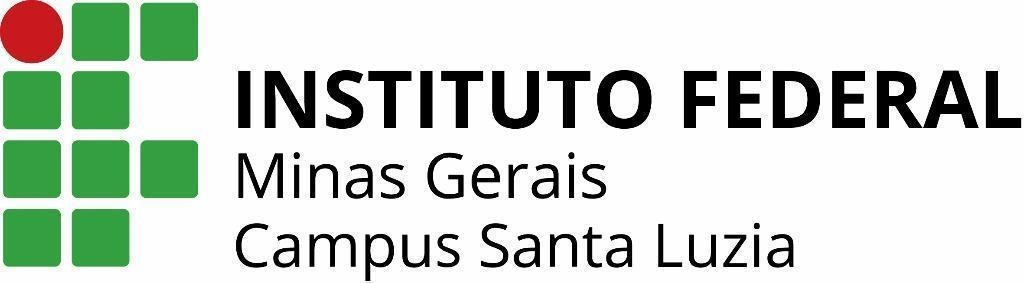 INSTITUTO FEDERAL
Minas Gerais
Campus Santa Luzia